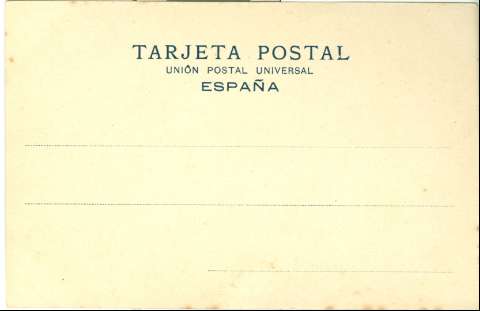 TARJETA POSTAL
UNIÓN POSTAL UNIVERSAL
ESPAÑA